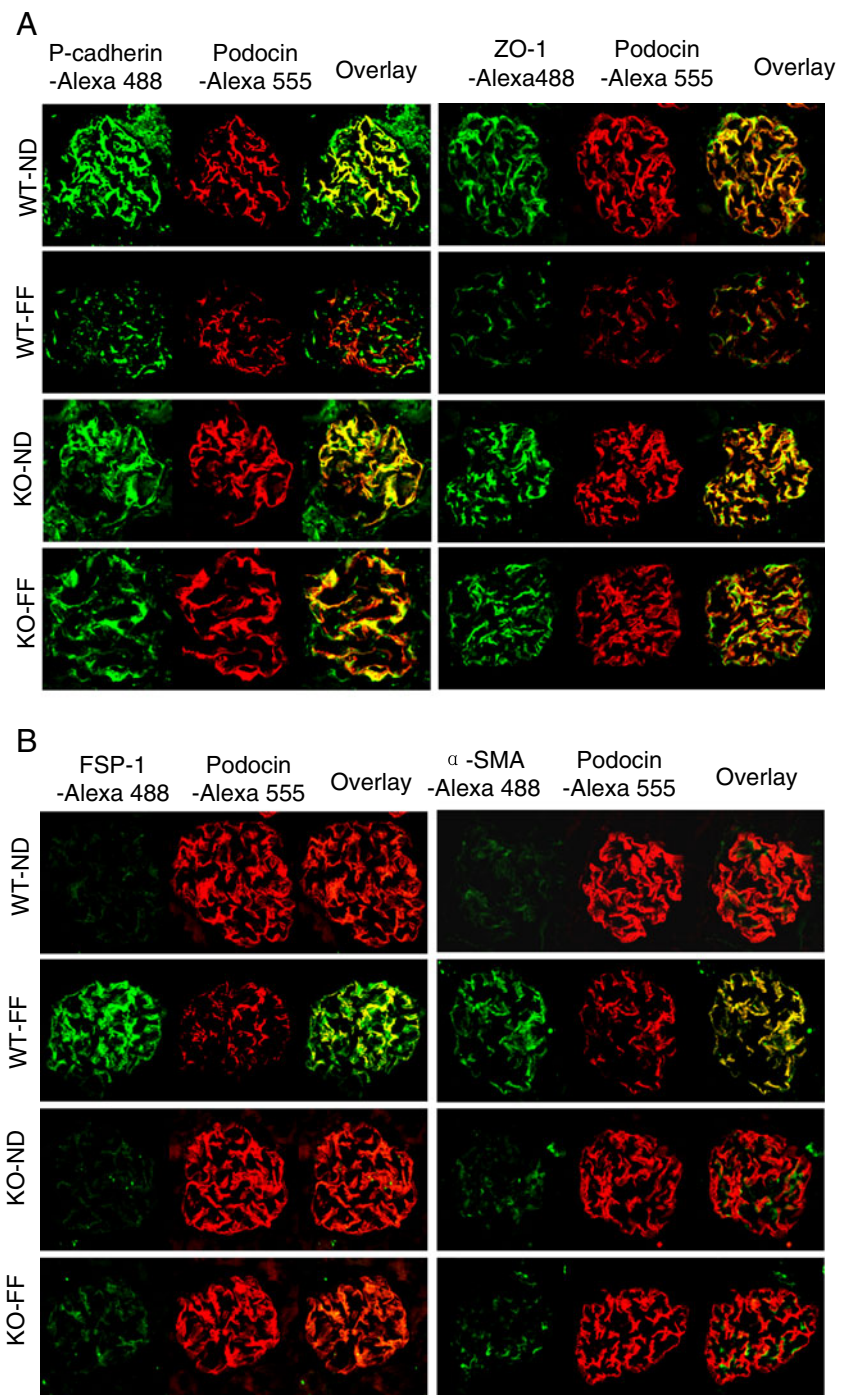 A
P-cadherin
-Alexa 488
Podocin
-Alexa 555
Overlay
ZO-1
-Alexa488
Podocin
-Alexa 555
Overlay
WT-ND
WT-FF
KO-ND
KO-FF
B
FSP-1
-Alexa 488
Podocin
-Alexa 555
Overlay
α -SMA
-Alexa 488
Podocin
-Alexa 555
Overlay
WT-ND
WT-FF
KO-ND
KO-FF